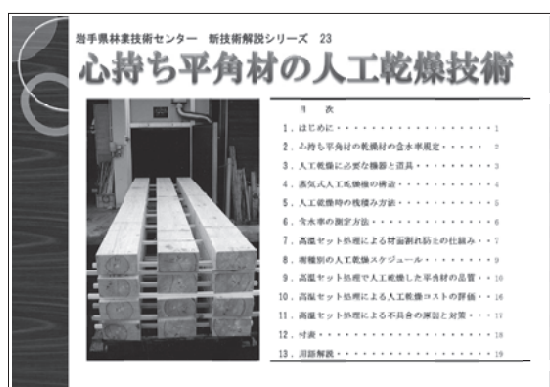 岩手県林業技術センター 新技術解説シリーズ 23
心持ち平角材の人工乾燥技術
目 次
1．はじめに・・・・・・・・・・・・・・・・・・1
2．心持ち平角材の乾燥材の含水率規定・・・・・2
3．人工乾燥に必要な機器と道具・・・・・・・・3
4．蒸気式人工乾燥機の構造・・・・・・・・・・4
5．人工乾燥時の桟積み方法・・・・・・・・・・5
6．含水率の測定方法・・・・・・・・・・・・・6
7．高温セット処理による材面割れ防止の仕組み・・7
8．樹種別の人工乾燥スケジュール・・・・・・・9
9．高温セット処理で人工乾燥した平角材の品質・・10
10．高温セット処理による人工乾燥コストの評価・・16
11．高温セット処理による不具合の原因と対策・・・17
12．付表・・・・・・・・・・・・・・・・・・18
13．用語解説・・・・・・・・・・・・・・・・19